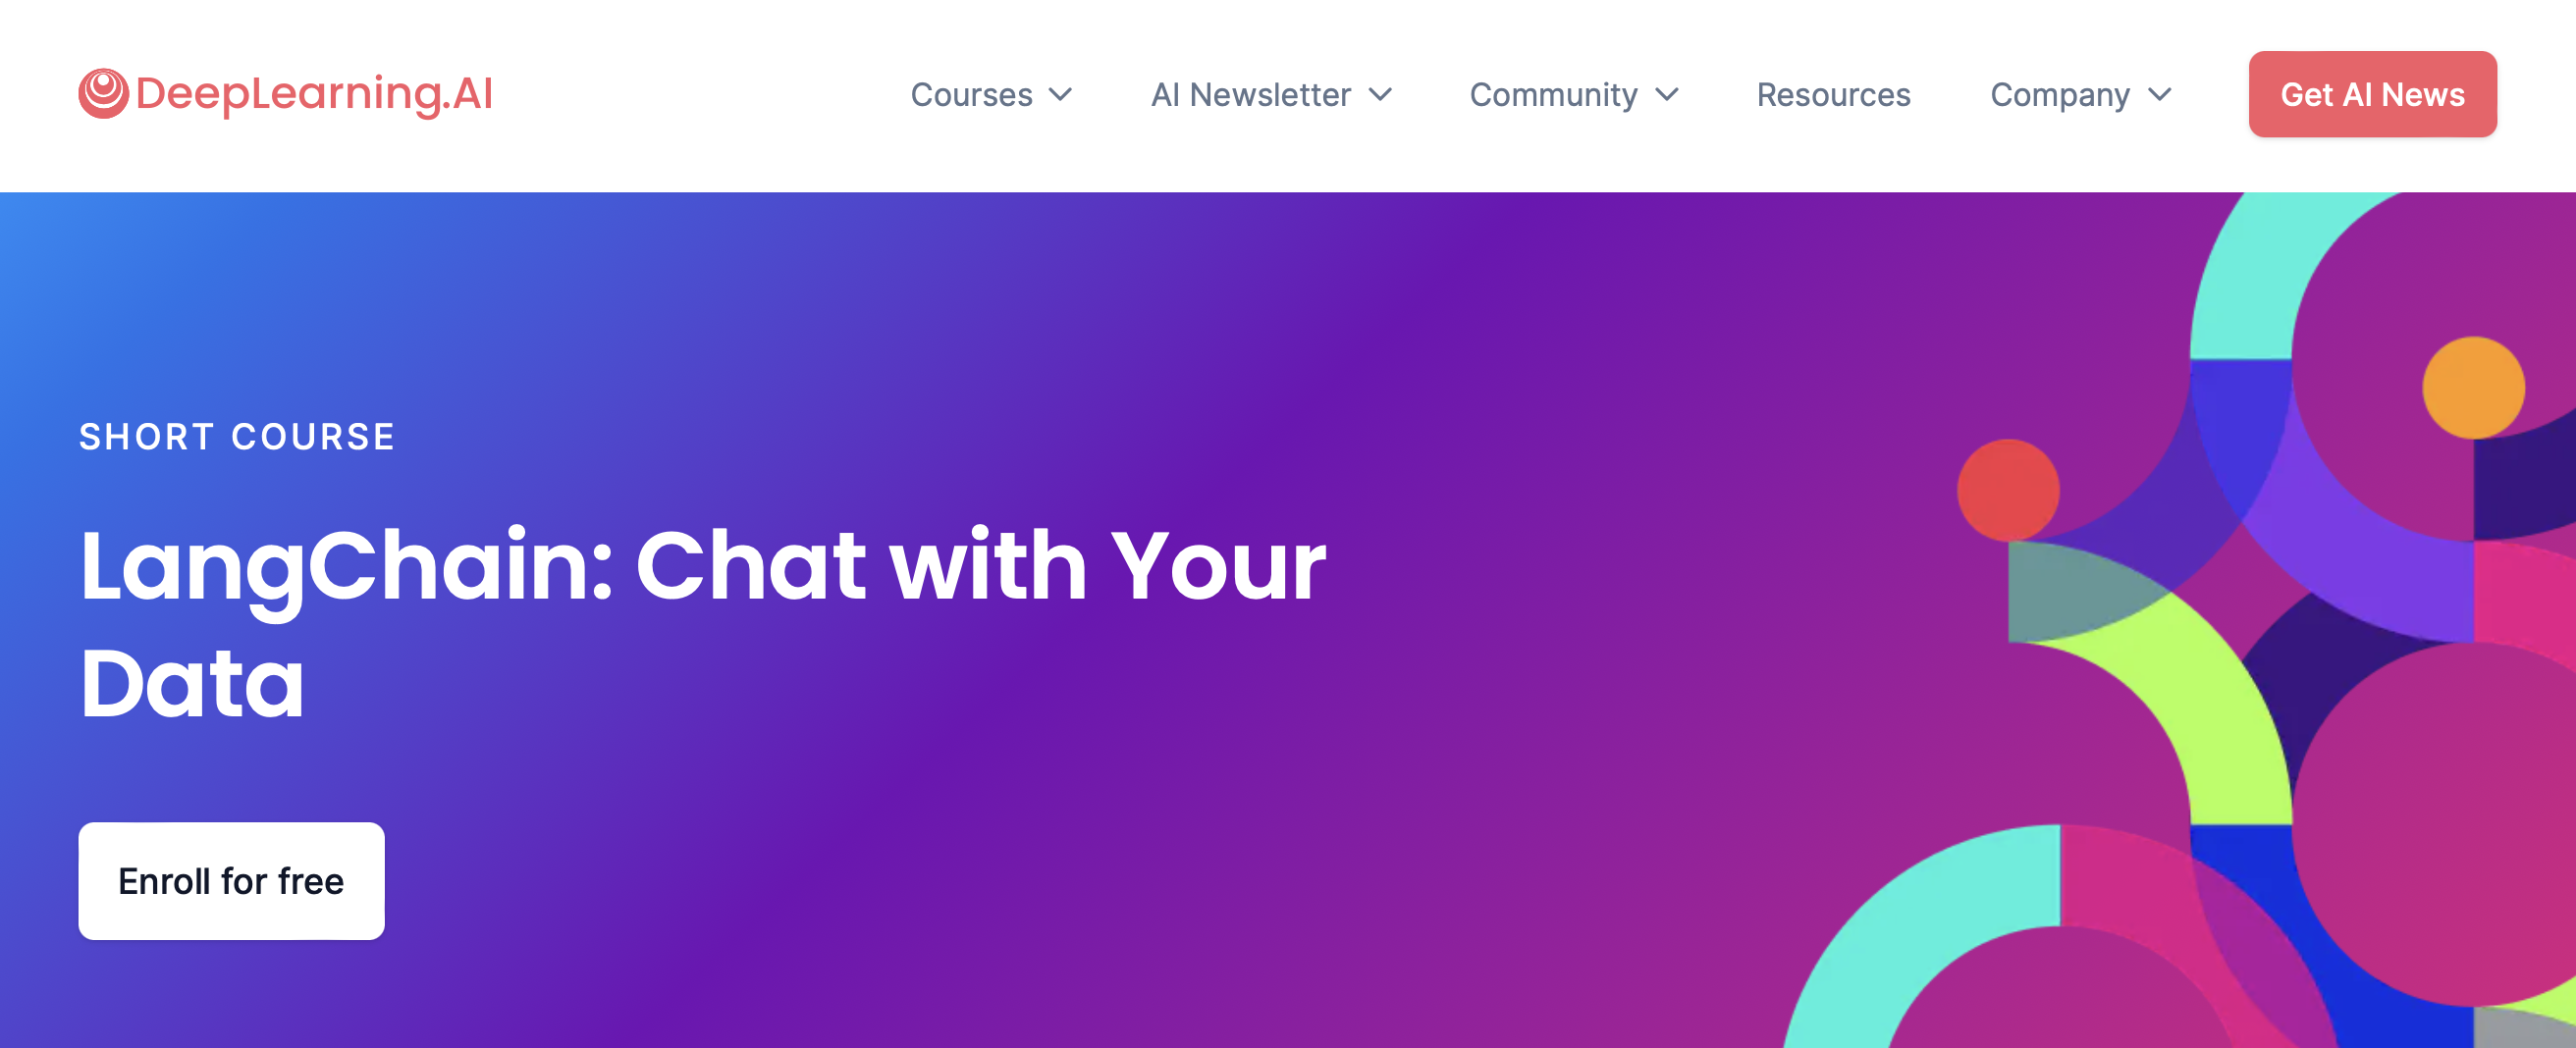 DeepLearning.AI
Courses
AI Newsletter
Community
Resources
Company
Get AI News
SHORT COURSE
LangChain: Chat with Your
Data
Enroll for free